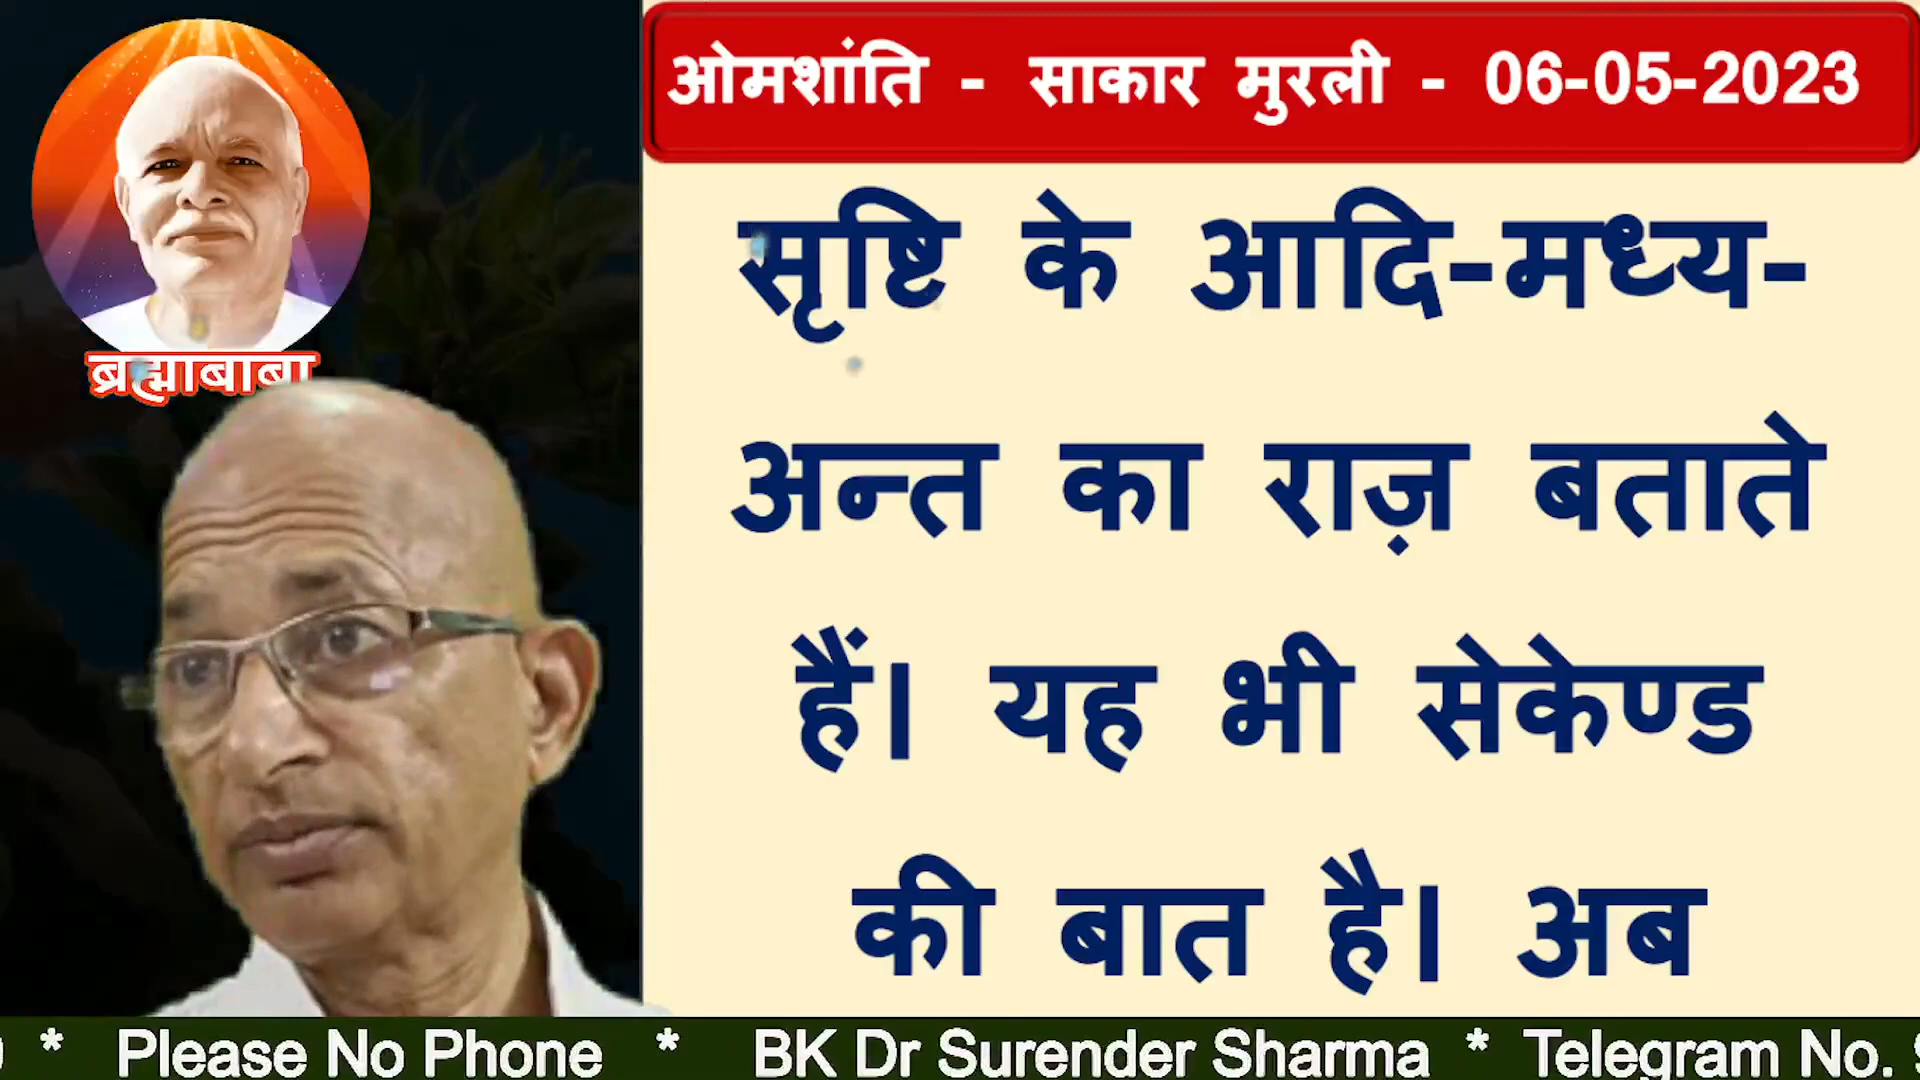 ओमशांति - साकार मुरली - 06-05-2023
ब्रह्माबाबा
सृष्टि के आदि-मध्य-
अन्त का राज़ बताते
हैं। यह भी सेकेण्ड
की बात है। अब
* Please No Phone * BK Dr Surender Sharma * Telegram No.